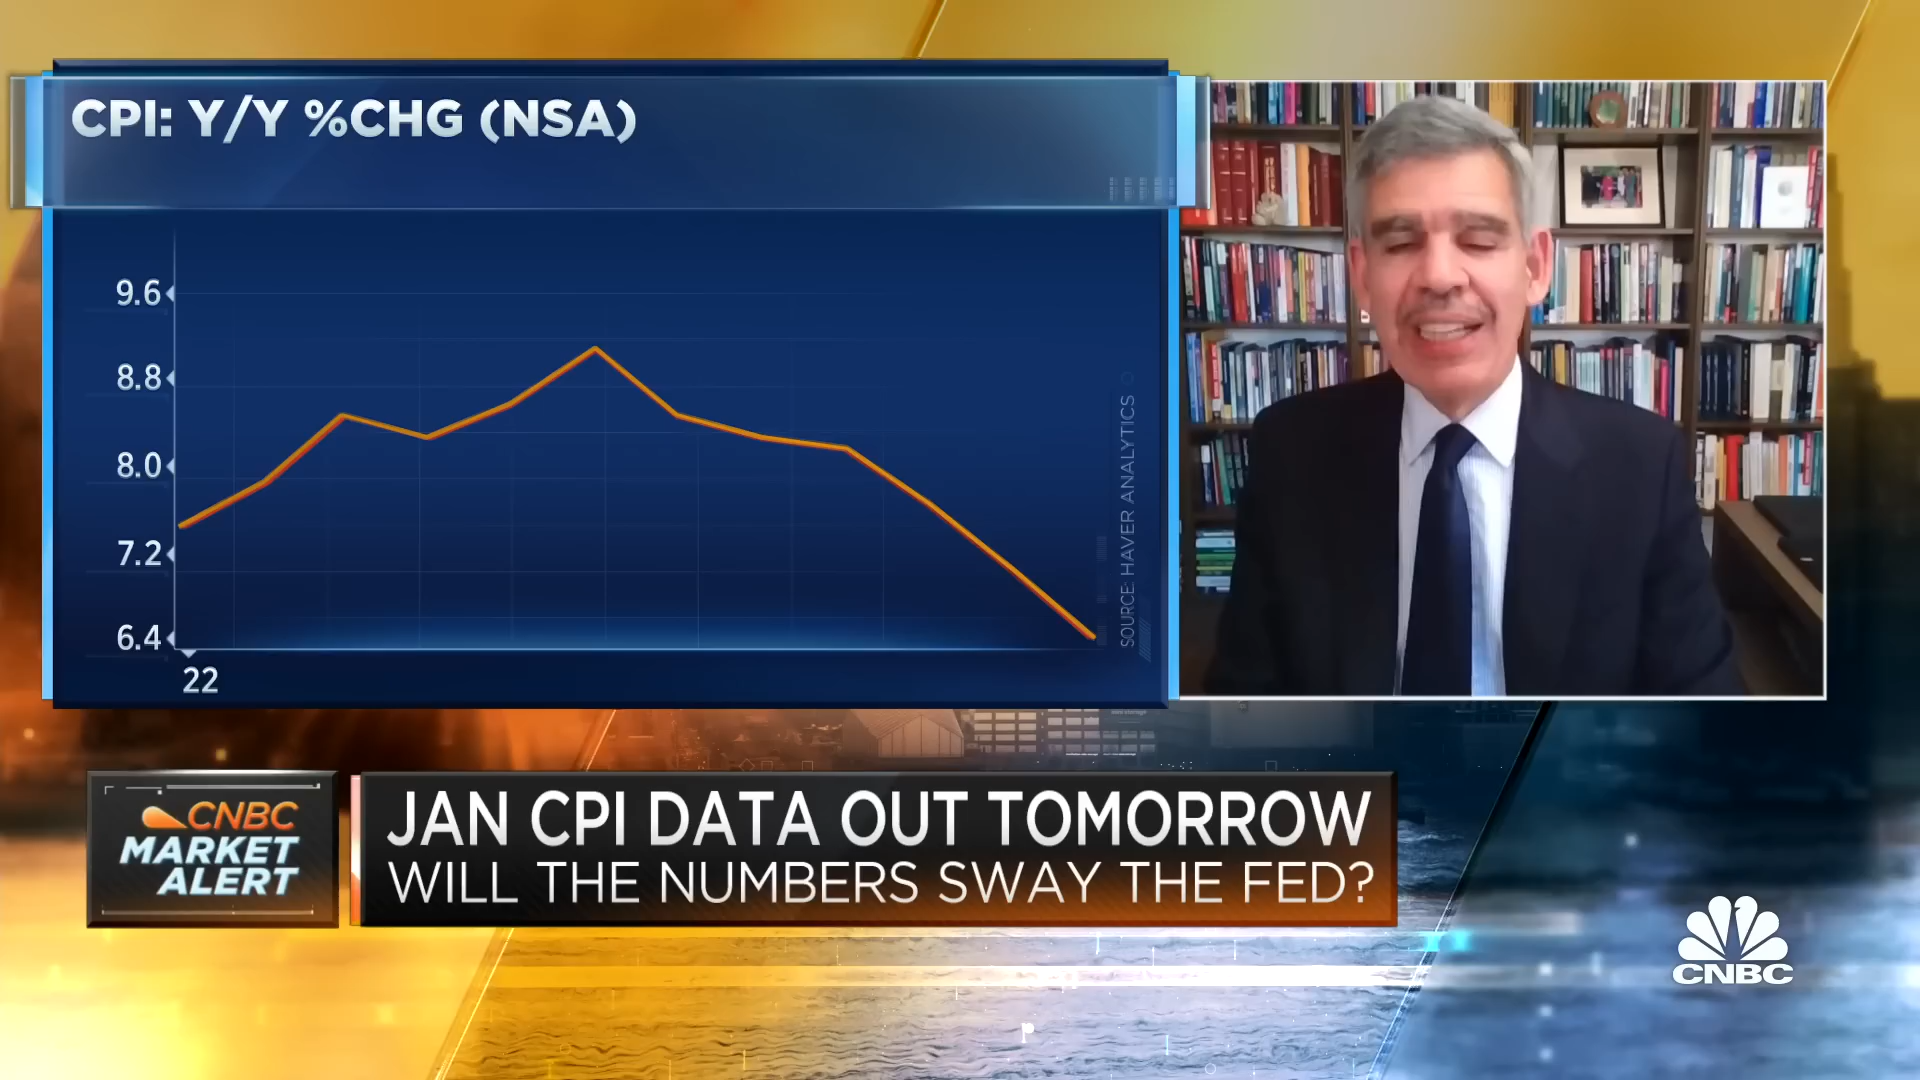 CPI: Y/Y %CHG (NSA)
9.6
8.8
8.0
7.2
6.4
22
SOURCE: HAVER ANALYTICS
CNBC
MARKET
ALERT
JAN CPI DATA OUT TOMORROW
WILL THE NUMBERS SWAY THE FED?
CNBC